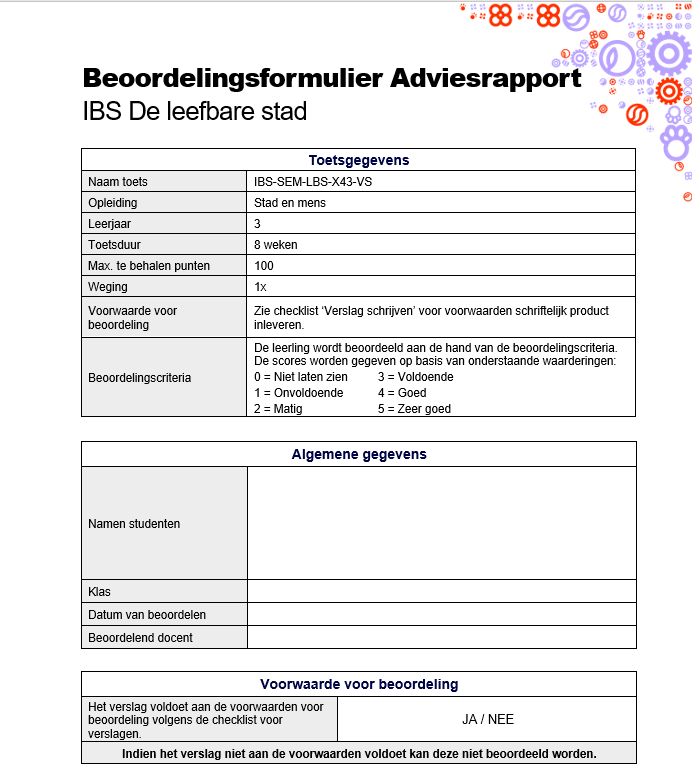 Beoordelingsformulier Adviesrapport
IBS De leefbare stad
Toetsgegevens
Naam toets IBS-SEM-LBS-X43-VS
Opleiding Stad en mens
Leerjaar 3
Toetsduur 8 weken
Max. te behalen punten 100
Weging 1x
Voorwaarde voor
beoordeling
Zie checklist ‘Verslag schrijven’ voor voorwaarden schriftelijk product
inleveren.
Beoordelingscriteria
De leerling wordt beoordeeld aan de hand van de beoordelingscriteria.
De scores worden gegeven op basis van onderstaande waarderingen:
0 = Niet laten zien 3 = Voldoende
1 = Onvoldoende 4 = Goed
2 = Matig 5 = Zeer goed
Algemene gegevens
Namen studenten
Klas
Datum van beoordelen
Beoordelend docent
Voorwaarde voor beoordeling
Het verslag voldoet aan de voorwaarden voor
beoordeling volgens de checklist voor
verslagen.
JA / NEE
Indien het verslag niet aan de voorwaarden voldoet kan deze niet beoordeeld worden.